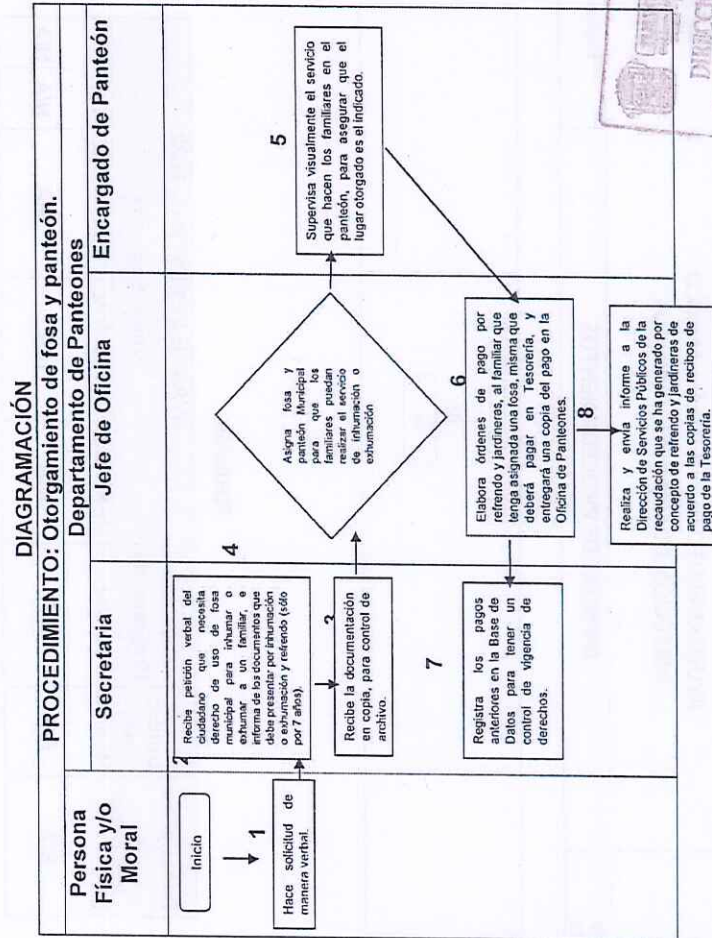 DIAGRAMACIÓN
PROCEDIMIENTO: Otorgamiento de fosa y panteón.
Departamento de Panteones
Persona
Física y/o
Moral
Secretaria
Jefe de Oficina
Encargado de Panteón
Inicio
1
Hace solicitud de
manera verbal.
2
Recibe petición verbal del
ciudadano que necesita
derecho de uso de fosa
municipal para inhumar o
exhumar a un familiar, e
informa de los documentos que
debe presentar por inhumación
o exhumación y refrendo (sólo
por 7 años).
3
Recibe la documentación
en copia, para control de
archivo.
4
Asigna fosa y
panteón Municipal
para que los
familiares puedan
realizar el servicio
de inhumación o
exhumación
5
Supervisa visualmente el servicio
que hacen los familiares en el
panteón, para asegurar que el
lugar otorgado es el indicado.
6
Elabora órdenes de pago por
refrendo y jardineras, al familiar que
tenga asignada una fosa, misma que
deberá pagar en Tesorería, y
entregará una copia del pago en la
Oficina de Panteones.
7
Registra los pagos
anteriores en la Base de
Datos para tener un
control de vigencia de
derechos.
8
Realiza y envía informe a la
Dirección de Servicios Públicos de la
recaudación que se ha generado por
concepto de refrendo y jardineras de
acuerdo a las copias de recibos de
pago de la Tesorería.